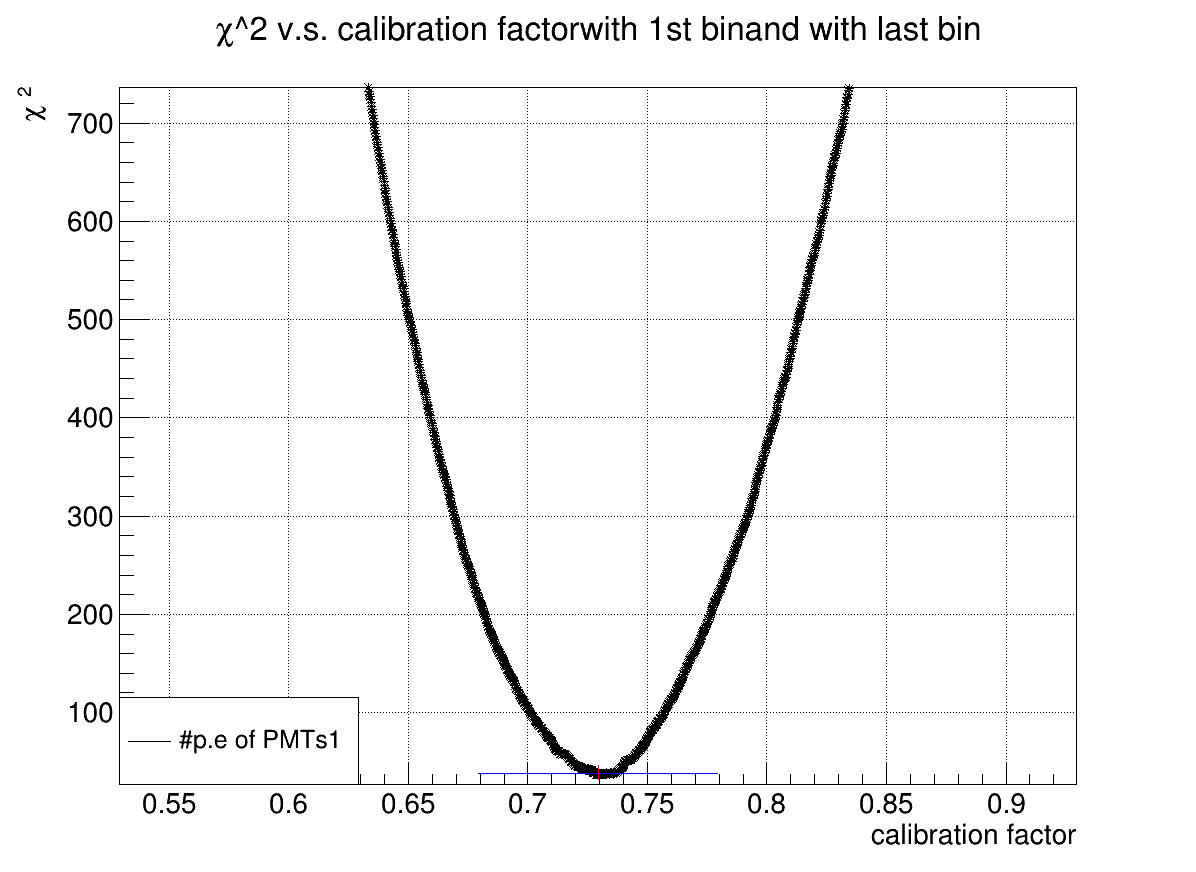 χ^2 v.s. calibration factorwith 1st binand with last bin
χ 2
700
600
500
400
300
200
100
#p.e of PMTs1
0.55 0.6 0.65 0.7 0.75 0.8 0.85 0.9
calibration factor